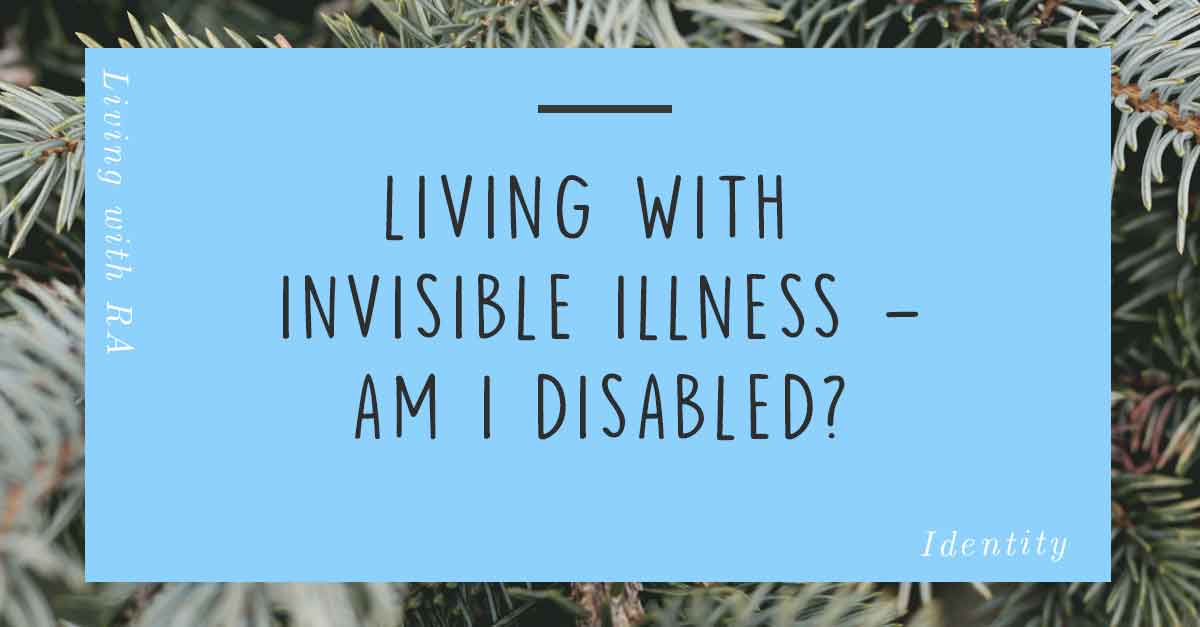 Living with RA
LIVING WITH
INVISIBLE ILLNESS -
AM I DISABLED?
Identity